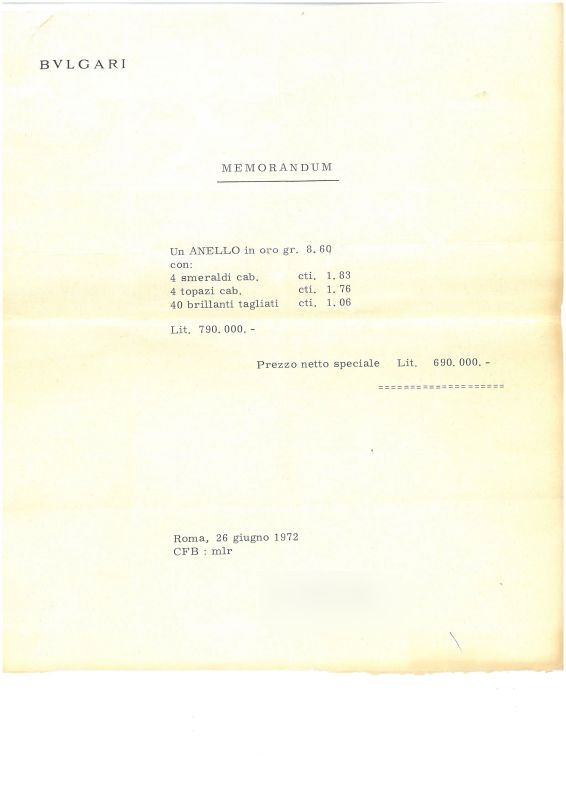 BVLGARI
MEMORANDUM
Un ANELLO in oro gr. 8.60
con:
4 smeraldi cab. cti. 1.83
4 topazi cab. cti. 1.76
40 brillanti tagliati cti. 1.06
Lit. 790.000.-
Prezzo netto speciale Lit. 690.000.-
====================
Roma, 26 giugno 1972
CFB : mlr